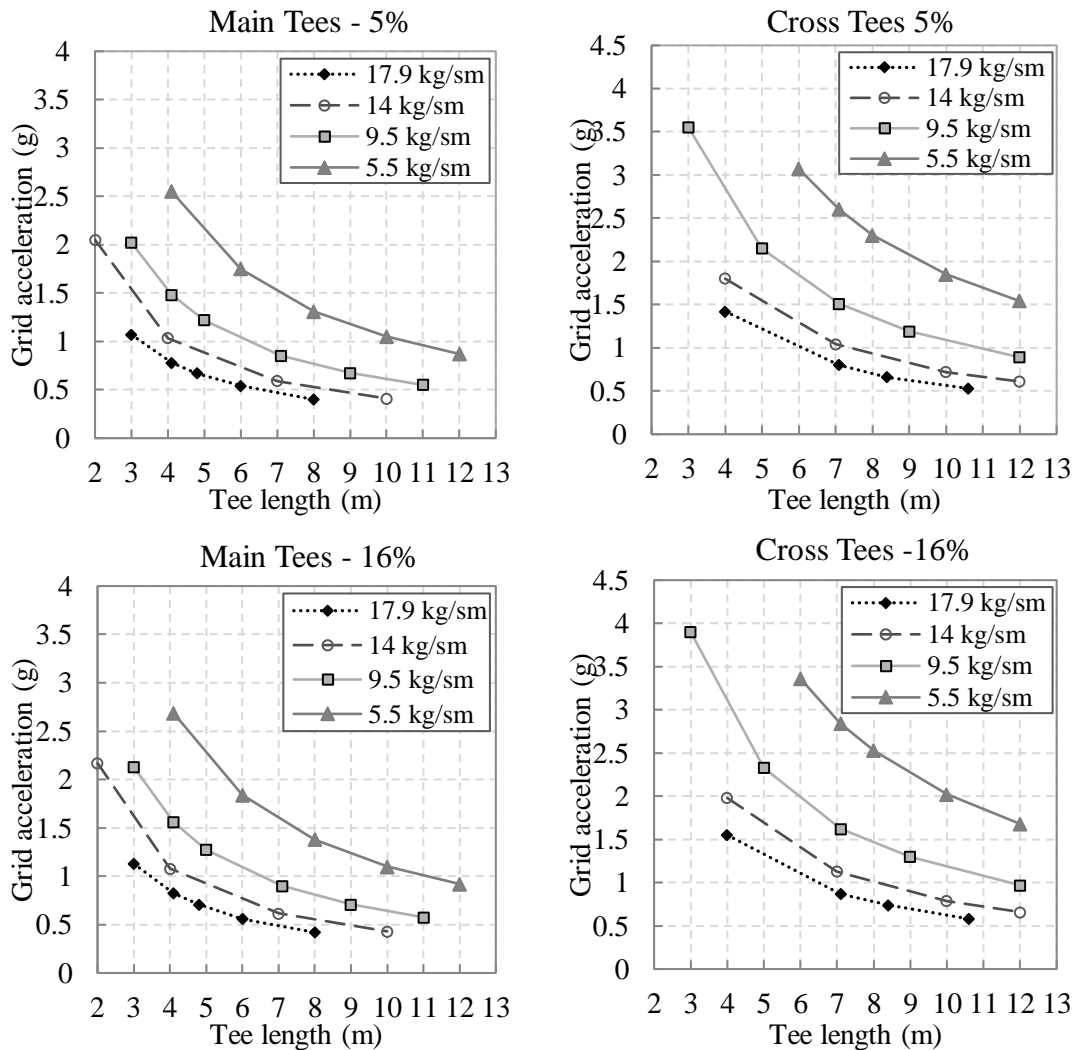 Main Tees - 5%
4
3.5
3
2.5
2
1.5
1
0.5
0
Grid acceleration (g)
17.9 kg/sm
14 kg/sm
9.5 kg/sm
5.5 kg/sm
2 3 4 5 6 7 8 9 10 11 12 13
Tee length (m)
Cross Tees 5%
4.5
4
3.5
3
2.5
2
1.5
1
0.5
0
Grid acceleration (g)
17.9 kg/sm
14 kg/sm
9.5 kg/sm
5.5 kg/sm
2 3 4 5 6 7 8 9 10 11 12 13
Tee length (m)
Main Tees - 16%
4
3.5
3
2.5
2
1.5
1
0.5
0
Grid acceleration (g)
17.9 kg/sm
14 kg/sm
9.5 kg/sm
5.5 kg/sm
2 3 4 5 6 7 8 9 10 11 12 13
Tee length (m)
Cross Tees -16%
4.5
4
3.5
3
2.5
2
1.5
1
0.5
0
Grid acceleration (g)
17.9 kg/sm
14 kg/sm
9.5 kg/sm
5.5 kg/sm
2 3 4 5 6 7 8 9 10 11 12 13
Tee length (m)